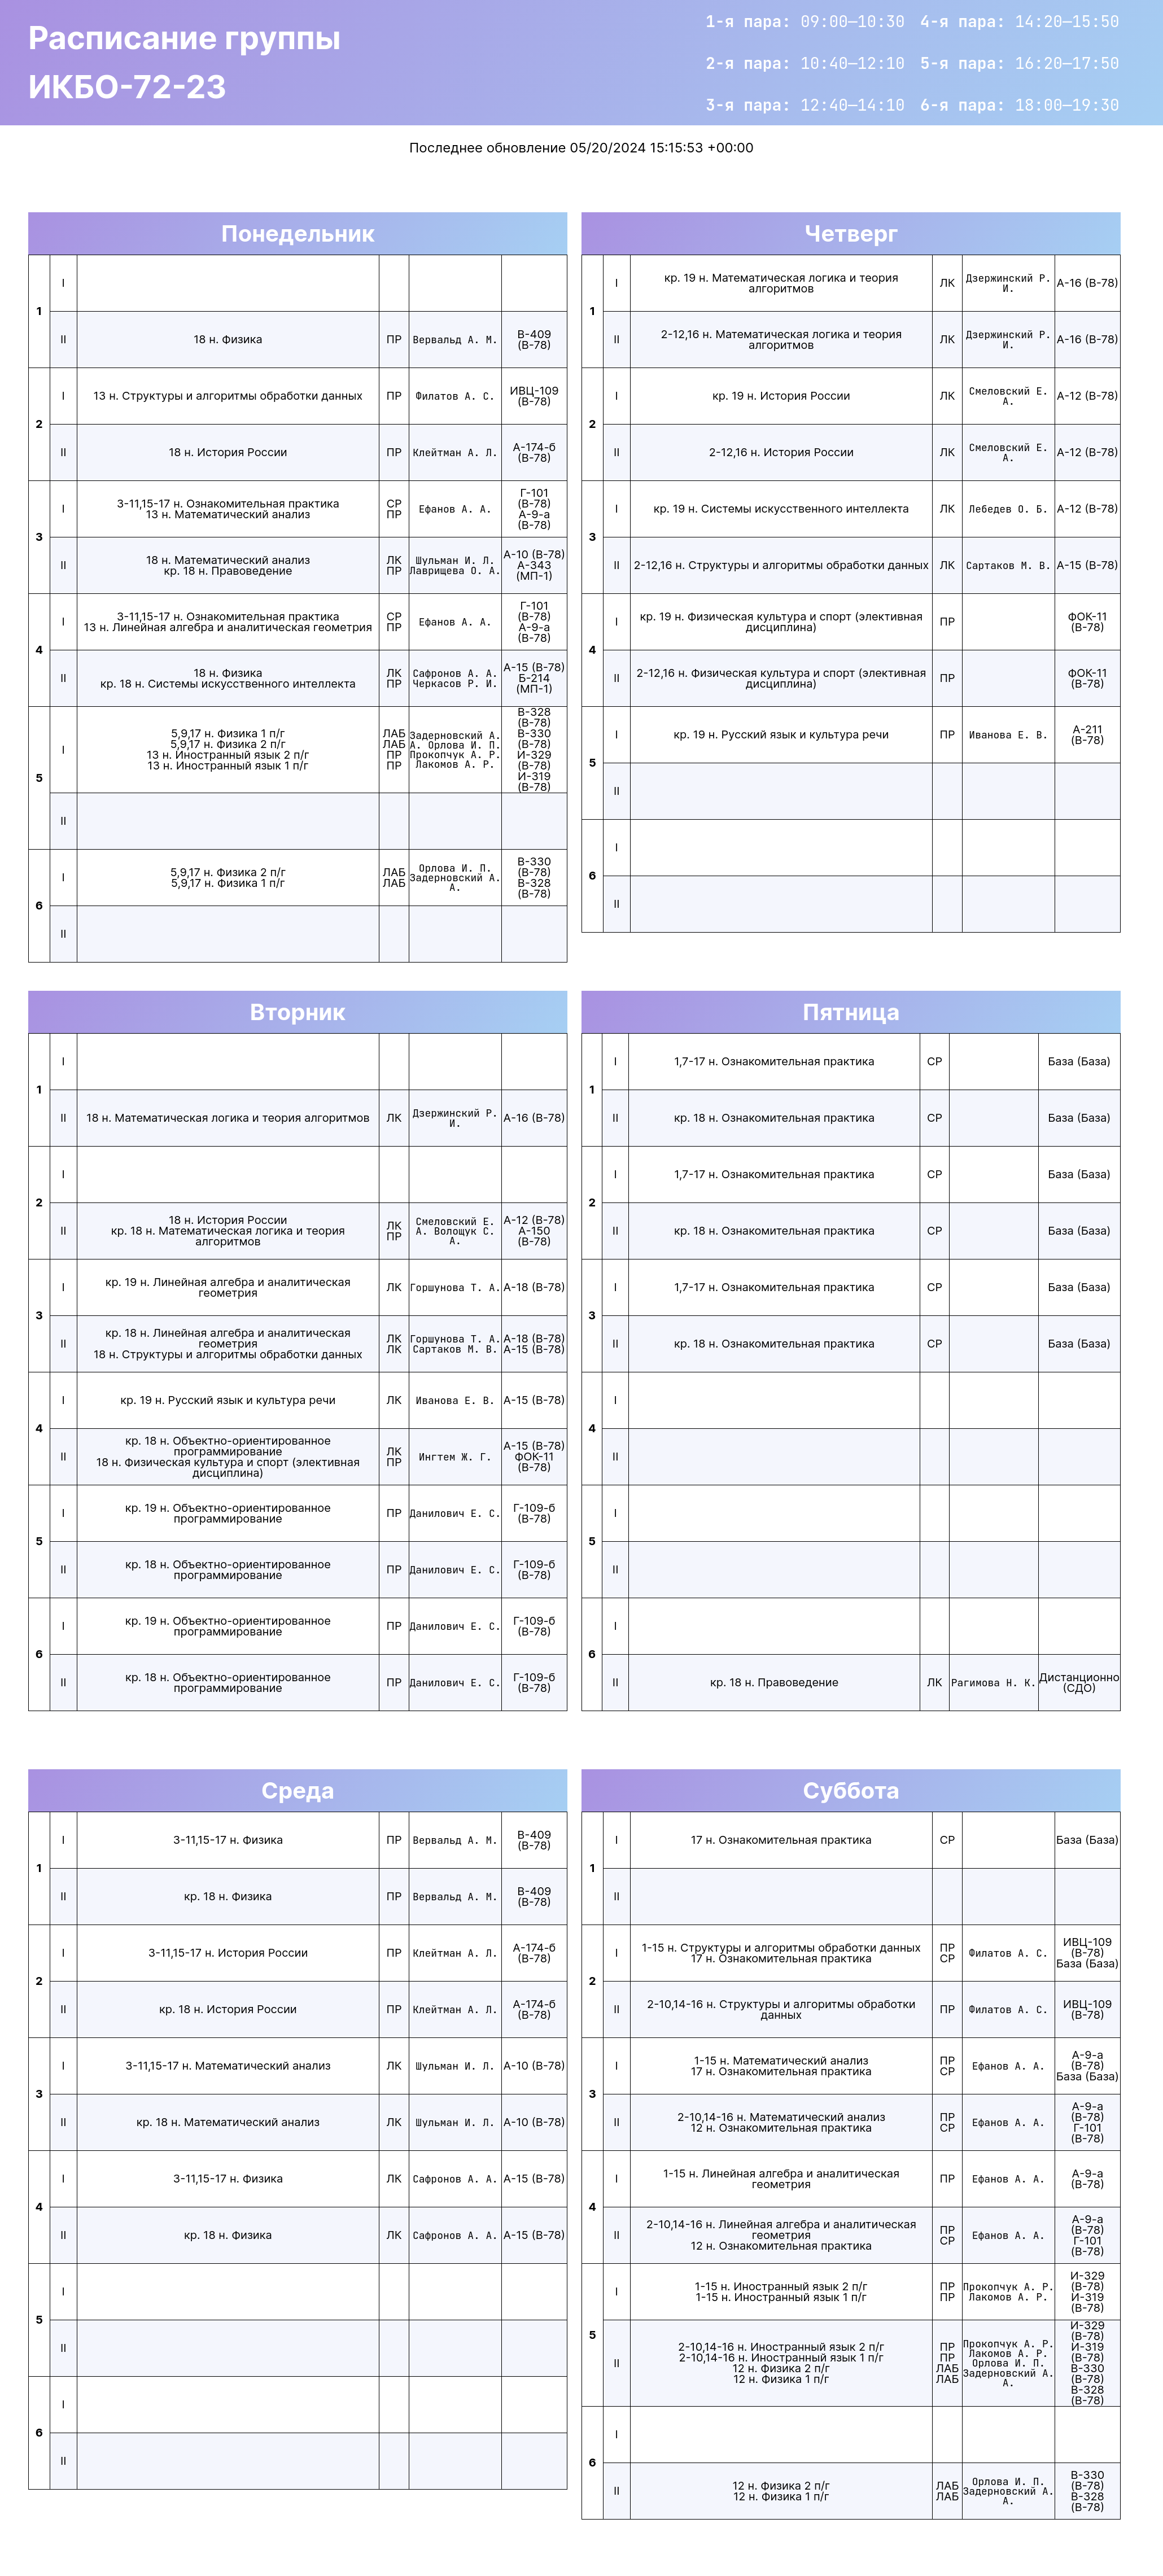 Расписание группы
ИКБО-72-23
1-я пара: 09:00—10:30 4-я пара: 14:20—15:50
2-я пара: 10:40—12:10 5-я пара: 16:20—17:50
3-я пара: 12:40—14:10 6-я пара: 18:00—19:30
Последнее обновление 05/20/2024 15:15:53 +00:00
Понедельник
1
I
II
18 н. Физика
ПР
Вервальд А. М.
В-409
(В-78)
2
I
13 н. Структуры и алгоритмы обработки данных
ПР
Филатов А. С.
ИВЦ-109
(В-78)
II
18 н. История России
ПР
Клейтман А. Л.
А-174-б
(В-78)
3
I
3-11,15-17 н. Ознакомительная практика
13 н. Математический анализ
СР
ПР
Ефанов А. А.
Г-101
(В-78)
А-9-а
(В-78)
II
18 н. Математический анализ
кр. 18 н. Правоведение
ЛК
ПР
Шульман И. Л.
Лаврищева О. А.
А-10 (В-78)
А-343
(МП-1)
4
I
3-11,15-17 н. Ознакомительная практика
13 н. Линейная алгебра и аналитическая геометрия
СР
ПР
Ефанов А. А.
Г-101
(В-78)
А-9-а
(В-78)
II
18 н. Физика
кр. 18 н. Системы искусственного интеллекта
ЛК
ПР
Сафронов А. А.
Черкасов Р. И.
А-15 (В-78)
Б-214
(МП-1)
5
I
5,9,17 н. Физика 1 п/г
5,9,17 н. Физика 2 п/г
13 н. Иностранный язык 2 п/г
13 н. Иностранный язык 1 п/г
ЛАБ
ЛАБ
ПР
ПР
Задерновский А.
А. Орлова И. П.
Прокопчук А. Р.
Лакомов А. Р.
В-328
(В-78)
В-330
(В-78)
И-329
(В-78)
И-319
(В-78)
II
6
I
5,9,17 н. Физика 2 п/г
5,9,17 н. Физика 1 п/г
ЛАБ
ЛАБ
Орлова И. П.
Задерновский А.
А.
В-330
(В-78)
В-328
(В-78)
II
Четверг
1
I
кр. 19 н. Математическая логика и теория
алгоритмов
ЛК
Дзержинский Р.
И.
А-16 (В-78)
II
2-12,16 н. Математическая логика и теория
алгоритмов
ЛК
Дзержинский Р.
И.
А-16 (В-78)
2
I
кр. 19 н. История России
ЛК
Смеловский Е.
А.
А-12 (В-78)
II
2-12,16 н. История России
ЛК
Смеловский Е.
А.
А-12 (В-78)
3
I
кр. 19 н. Системы искусственного интеллекта
ЛК
Лебедев О. Б.
А-12 (В-78)
II
2-12,16 н. Структуры и алгоритмы обработки данных
ЛК
Сартаков М. В.
А-15 (В-78)
4
I
кр. 19 н. Физическая культура и спорт (элективная
дисциплина)
ПР
ФОК-11
(В-78)
II
2-12,16 н. Физическая культура и спорт (элективная
дисциплина)
ПР
ФОК-11
(В-78)
5
I
кр. 19 н. Русский язык и культура речи
ПР
Иванова Е. В.
А-211
(В-78)
II
6
I
II
Вторник
1
I
II
18 н. Математическая логика и теория алгоритмов
ЛК
Дзержинский Р.
И.
А-16 (В-78)
2
I
II
18 н. История России
кр. 18 н. Математическая логика и теория
алгоритмов
ЛК
ПР
Смеловский Е.
А. Волощук С.
А.
А-12 (В-78)
А-150
(В-78)
3
I
кр. 19 н. Линейная алгебра и аналитическая
геометрия
ЛК
Горшунова Т. А.
А-18 (В-78)
II
кр. 18 н. Линейная алгебра и аналитическая
геометрия
18 н. Структуры и алгоритмы обработки данных
ЛК
ЛК
Горшунова Т. А.
Сартаков М. В.
А-18 (В-78)
А-15 (В-78)
4
I
кр. 19 н. Русский язык и культура речи
ЛК
Иванова Е. В.
А-15 (В-78)
II
кр. 18 н. Объектно-ориентированное
программирование
18 н. Физическая культура и спорт (элективная
дисциплина)
ЛК
ПР
Ингтем Ж. Г.
А-15 (В-78)
ФОК-11
(В-78)
5
I
кр. 19 н. Объектно-ориентированное
программирование
ПР
Данилович Е. С.
Г-109-б
(В-78)
II
кр. 18 н. Объектно-ориентированное
программирование
ПР
Данилович Е. С.
Г-109-б
(В-78)
6
I
кр. 19 н. Объектно-ориентированное
программирование
ПР
Данилович Е. С.
Г-109-б
(В-78)
II
кр. 18 н. Объектно-ориентированное
программирование
ПР
Данилович Е. С.
Г-109-б
(В-78)
Пятница
1
I
1,7-17 н. Ознакомительная практика
СР
База (База)
II
кр. 18 н. Ознакомительная практика
СР
База (База)
2
I
1,7-17 н. Ознакомительная практика
СР
База (База)
II
кр. 18 н. Ознакомительная практика
СР
База (База)
3
I
1,7-17 н. Ознакомительная практика
СР
База (База)
II
кр. 18 н. Ознакомительная практика
СР
База (База)
4
I
II
5
I
II
6
I
II
кр. 18 н. Правоведение
ЛК
Рагимова Н. К.
Дистанционно
(СДО)
Среда
1
I
3-11,15-17 н. Физика
ПР
Вервальд А. М.
В-409
(В-78)
II
кр. 18 н. Физика
ПР
Вервальд А. М.
В-409
(В-78)
2
I
3-11,15-17 н. История России
ПР
Клейтман А. Л.
А-174-б
(В-78)
II
кр. 18 н. История России
ПР
Клейтман А. Л.
А-174-б
(В-78)
3
I
3-11,15-17 н. Математический анализ
ЛК
Шульман И. Л.
А-10 (В-78)
II
кр. 18 н. Математический анализ
ЛК
Шульман И. Л.
А-10 (В-78)
4
I
3-11,15-17 н. Физика
ЛК
Сафронов А. А.
А-15 (В-78)
II
кр. 18 н. Физика
ЛК
Сафронов А. А.
А-15 (В-78)
5
I
II
6
I
II
Суббота
1
I
17 н. Ознакомительная практика
СР
База (База)
II
2
I
1-15 н. Структуры и алгоритмы обработки данных
17 н. Ознакомительная практика
ПР
СР
Филатов А. С.
ИВЦ-109
(В-78)
База (База)
II
2-10,14-16 н. Структуры и алгоритмы обработки
данных
ПР
Филатов А. С.
ИВЦ-109
(В-78)
3
I
1-15 н. Математический анализ
17 н. Ознакомительная практика
ПР
СР
Ефанов А. А.
А-9-а
(В-78)
База (База)
II
2-10,14-16 н. Математический анализ
12 н. Ознакомительная практика
ПР
СР
Ефанов А. А.
А-9-а
(В-78)
Г-101
(В-78)
4
I
1-15 н. Линейная алгебра и аналитическая
геометрия
ПР
Ефанов А. А.
А-9-а
(В-78)
II
2-10,14-16 н. Линейная алгебра и аналитическая
геометрия
12 н. Ознакомительная практика
ПР
СР
Ефанов А. А.
А-9-а
(В-78)
Г-101
(В-78)
5
I
1-15 н. Иностранный язык 2 п/г
1-15 н. Иностранный язык 1 п/г
ПР
ПР
Прокопчук А. Р.
Лакомов А. Р.
И-329
(В-78)
И-319
(В-78)
II
2-10,14-16 н. Иностранный язык 2 п/г
2-10,14-16 н. Иностранный язык 1 п/г
12 н. Физика 2 п/г
12 н. Физика 1 п/г
ПР
ПР
ЛАБ
ЛАБ
Прокопчук А. Р.
Лакомов А. Р.
Орлова И. П.
Задерновский А.
А.
И-329
(В-78)
И-319
(В-78)
В-330
(В-78)
В-328
(В-78)
6
I
II
12 н. Физика 2 п/г
12 н. Физика 1 п/г
ЛАБ
ЛАБ
Орлова И. П.
Задерновский А.
А.
В-330
(В-78)
В-328
(В-78)